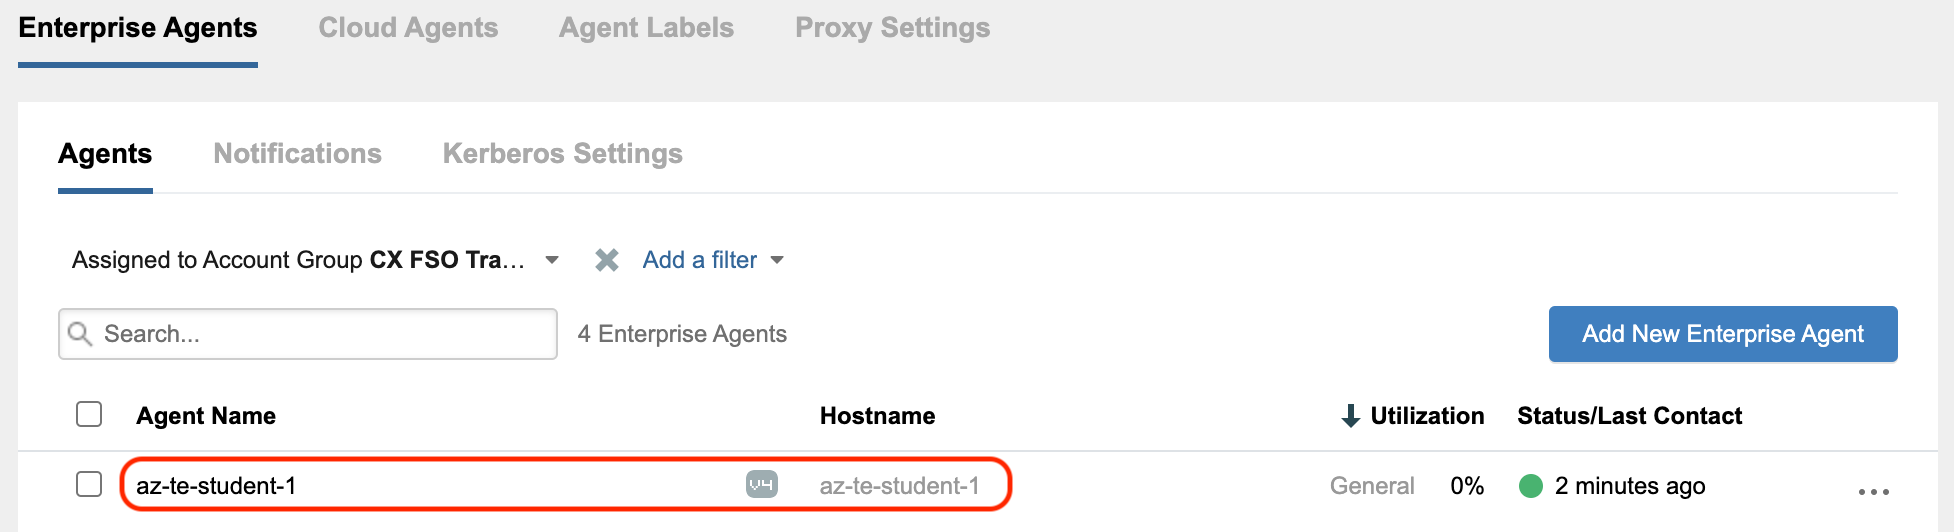 Enterprise Agents Cloud Agents Agent Labels Proxy Settings
Agents Notifications Kerberos Settings
Assigned to Account Group CX FSO Tra... Add a filter
Search... 4 Enterprise Agents Add New Enterprise Agent
Agent Name Hostname Utilization Status/Last Contact
az-te-student-1 V4 az-te-student-1 General 0% 2 minutes ago